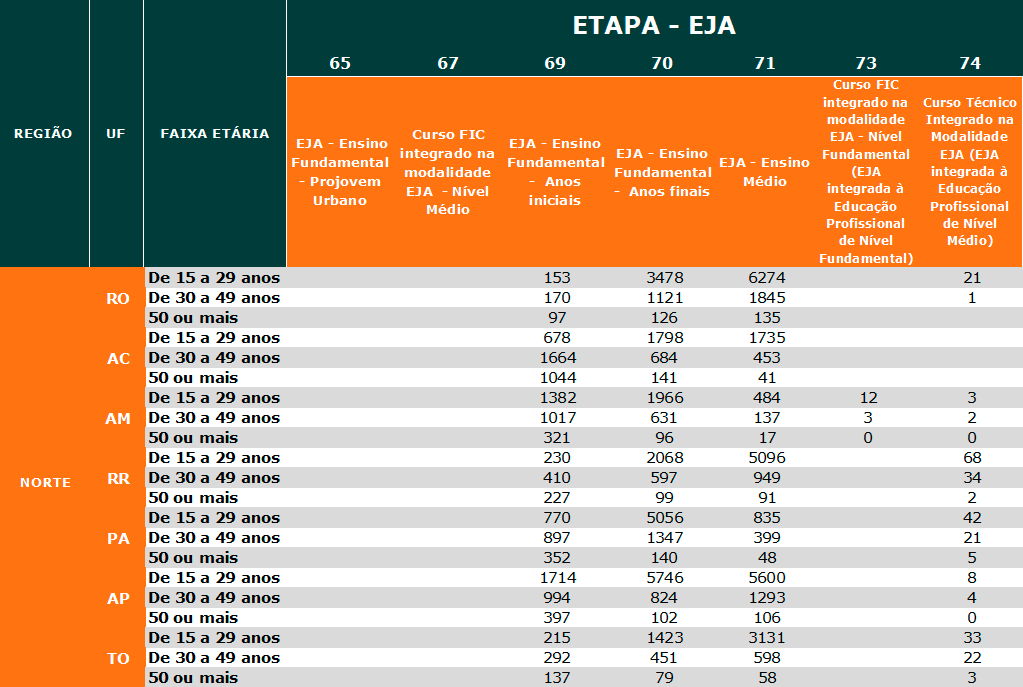 ETAPA – EJA
65 67 69 70 71 73 74
REGIÃO UF FAIXA ETÁRIA
EJA - Ensino
Fundamental
- Projovem
Urbano
Curso FIC
integrado na
modalidade
EJA - Nível
Médio
EJA - Ensino
Fundamental
- Anos
iniciais
EJA - Ensino
Fundamental
- Anos finais
EJA - Ensino
Médio
Curso FIC
integrado na
modalidade
EJA - Nível
Fundamental
(EJA
integrada à
Educação
Profissional
de Nível
Fundamental)
Curso Técnico
Integrado na
Modalidade
EJA (EJA
integrada à
Educação
Profissional
de Nível
Médio)
NORTE
RO
De 15 a 29 anos 153 3478 6274 21
De 30 a 49 anos 170 1121 1845 1
50 ou mais 97 126 135
AC
De 15 a 29 anos 678 1798 1735
De 30 a 49 anos 1664 684 453
50 ou mais 1044 141 41
AM
De 15 a 29 anos 1382 1966 484 12 3
De 30 a 49 anos 1017 631 137 3 2
50 ou mais 321 96 17 0 0
RR
De 15 a 29 anos 230 2068 5096 68
De 30 a 49 anos 410 597 949 34
50 ou mais 227 99 91 2
PA
De 15 a 29 anos 770 5056 835 42
De 30 a 49 anos 897 1347 399 21
50 ou mais 352 140 48 5
AP
De 15 a 29 anos 1714 5746 5600 8
De 30 a 49 anos 994 824 1293 4
50 ou mais 397 102 106 0
TO
De 15 a 29 anos 215 1423 3131 33
De 30 a 49 anos 292 451 598 22
50 ou mais 137 79 58 3